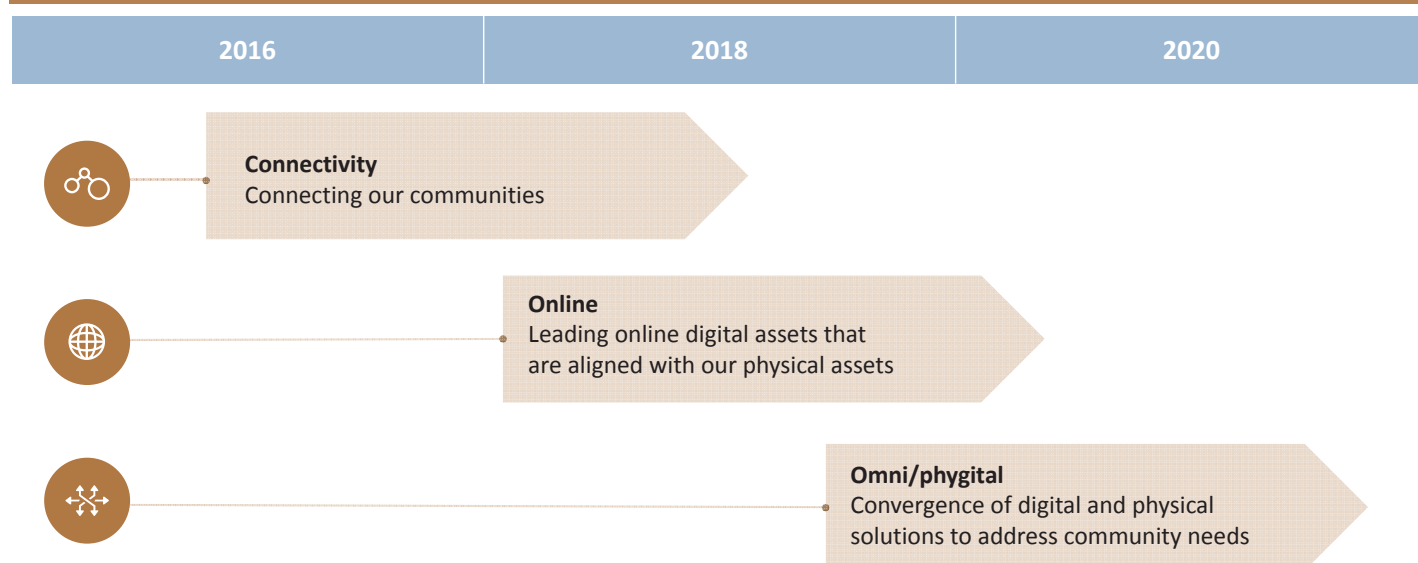 2016
2018
2020
Connectivity
Connecting our communities
Online
Leading online digital assets that
are aligned with our physical assets
Omni/phygital
Convergence of digital and physical
solutions to address community needs